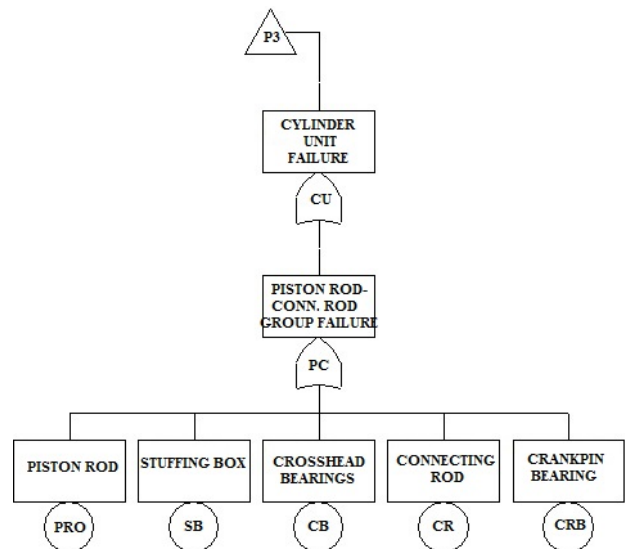 P3
CYLINDER
UNIT
FAILURE
CU
PISTON ROD-
CONN. ROD
GROUP FAILURE
PC
PISTON ROD
STUFFING BOX
CROSSHEAD
BEARINGS
CONNECTING
ROD
CRANKPIN
BEARING
PRO
SB
CB
CR
CRB